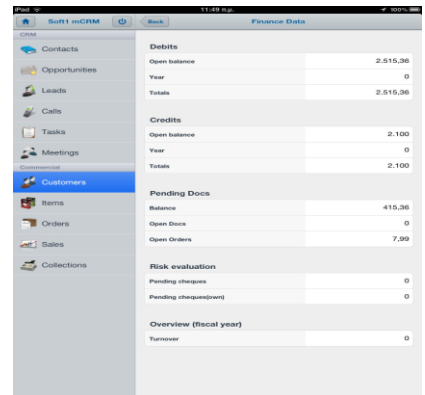 iPad 11:49 π.μ. 100%
Soft1 mCRM Back Finance Data
CRM
Contacts
Opportunities
Leads
Calls
Tasks
Meetings
Commercial
Customers
Items
Orders
Sales
Collections
Debits
Open balance 2.515,36
Year 0
Totals 2.515,36
Credits
Open balance 2.100
Year 0
Totals 2.100
Pending Docs
Balance 415,36
Open Docs 0
Open Orders 7,99
Risk evaluation
Pending cheques 0
Pending cheques(own) 0
Overview (fiscal year)
Turnover 0